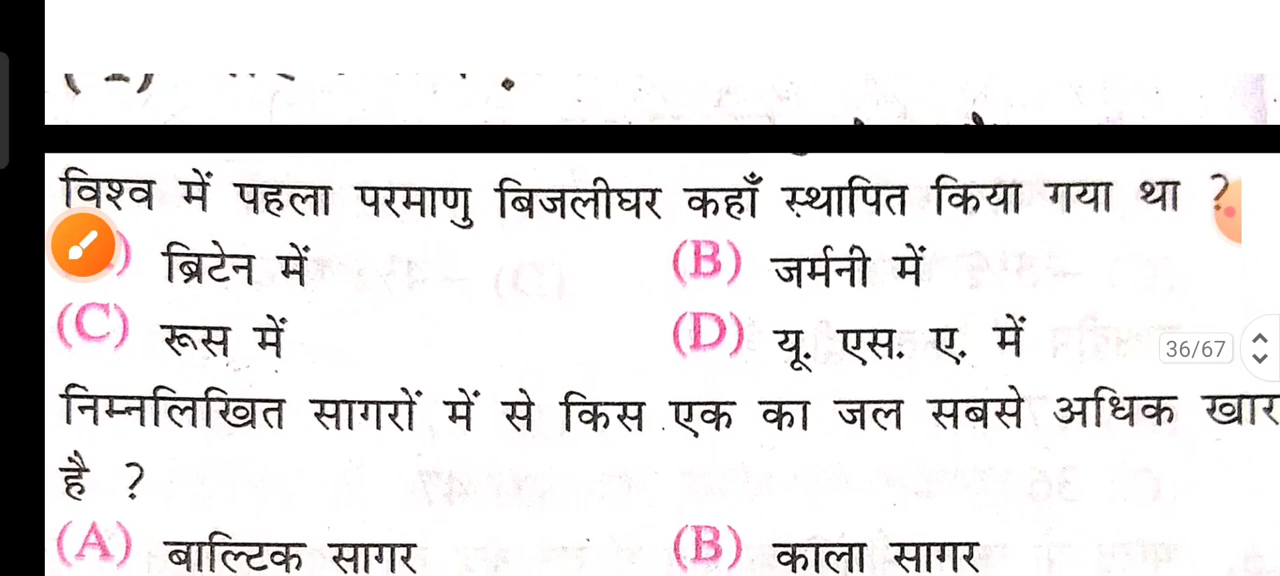 विश्व में पहला परमाणु बिजलीघर कहाँ स्थापित किया गया था ?
) ब्रिटेन में (B) जर्मनी में
(C) रूस में (D) यू. एस. ए. में
36/67
निम्नलिखित सागरों में से किस एक का जल सबसे अधिक खार
है ?
(A) बाल्टिक सागर (B) काला सागर